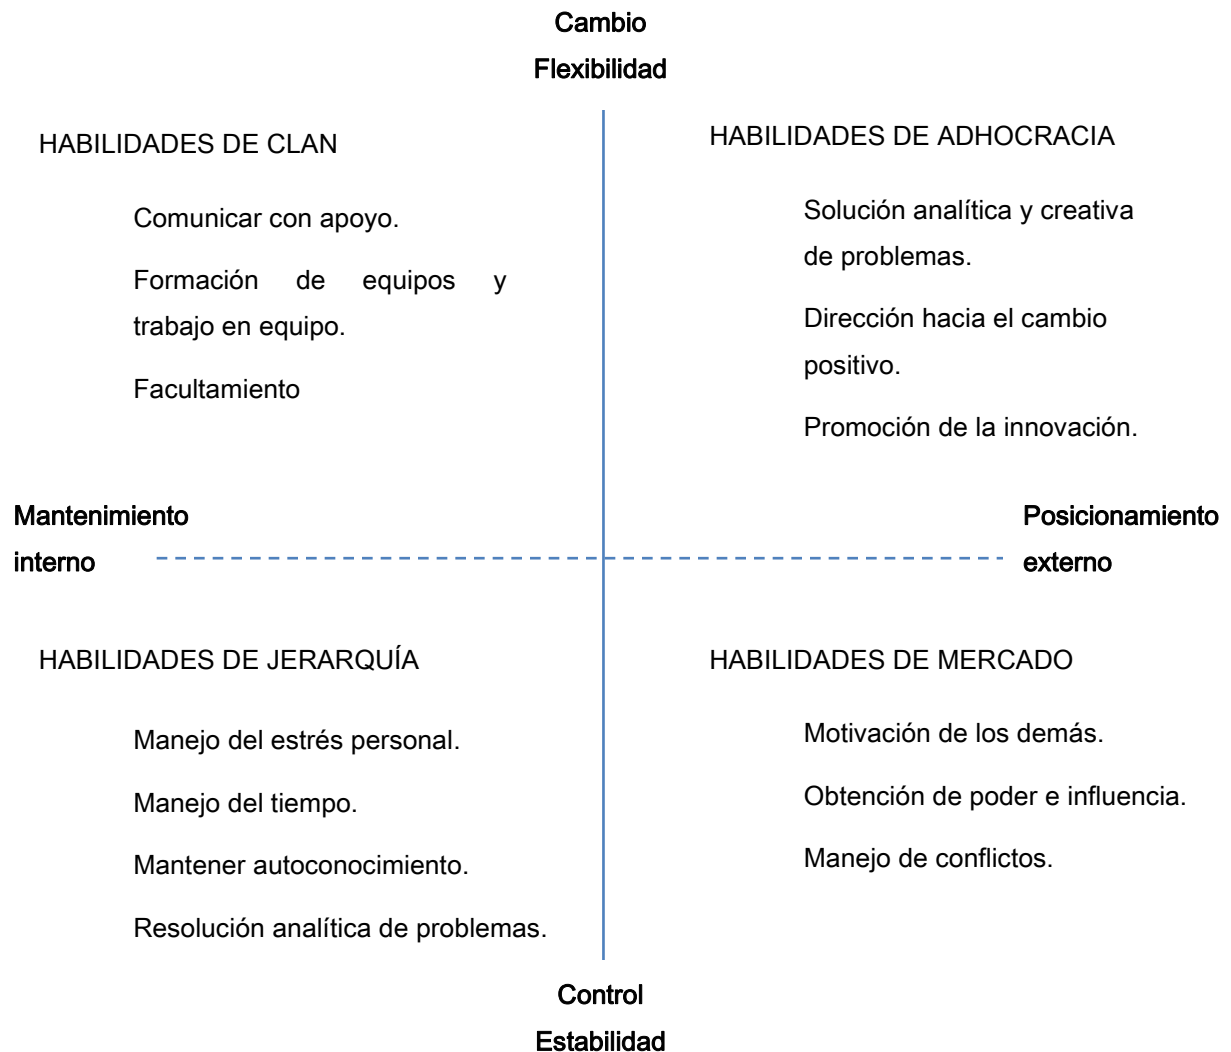 Cambio
Flexibilidad
HABILIDADES DE CLAN
Comunicar con apoyo.
Formación de equipos y
trabajo en equipo.
Facultamiento
HABILIDADES DE ADHOCRACIA
Solución analítica y creativa
de problemas.
Dirección hacia el cambio
positivo.
Promoción de la innovación.
Mantenimiento
interno
Posicionamiento
externo
HABILIDADES DE JERARQUÍA
Manejo del estrés personal.
Manejo del tiempo.
Mantener autoconocimiento.
Resolución analítica de problemas.
HABILIDADES DE MERCADO
Motivación de los demás.
Obtención de poder e influencia.
Manejo de conflictos.
Control
Estabilidad